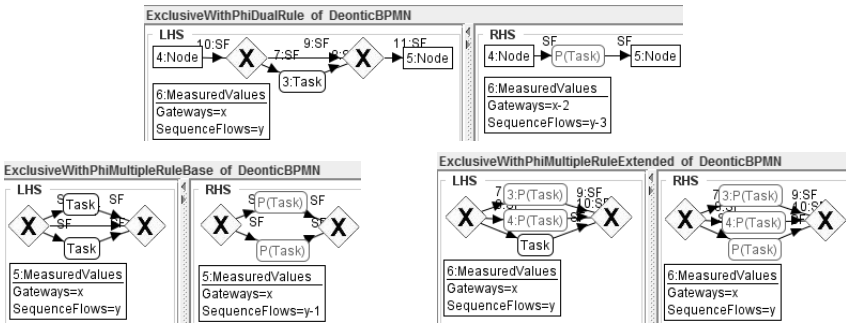 ExclusiveWithPhiDualRule of DeonticBPMN
LHS
10:SF
9:SF
11:SF
4:Node
X
7:SF
X
5:Node
3:Task
6:MeasuredValues
Gateways=x
SequenceFlows=y
RHS
SF
SF
4:Node
P(Task)
5:Node
6:MeasuredValues
Gateways=x-2
SequenceFlows=y-3
ExclusiveWithPhiMultipleRuleBase of DeonticBPMN
LHS
Task
SF
X
X
Task
5:MeasuredValues
Gateways=x
SequenceFlows=y
RHS
P(Task)
SF
X
SF
X
P(Task)
5:MeasuredValues
Gateways=x
SequenceFlows=y-1
ExclusiveWithPhiMultipleRuleExtended of DeonticBPMN
LHS
3:P(Task)
9:SF
10:SF
X
4:P(Task)
X
Task
6:MeasuredValues
Gateways=x
SequenceFlows=y
RHS
3:P(Task)
9:SF
10:SF
X
4:P(Task)
X
P(Task)
6:MeasuredValues
Gateways=x
SequenceFlows=y